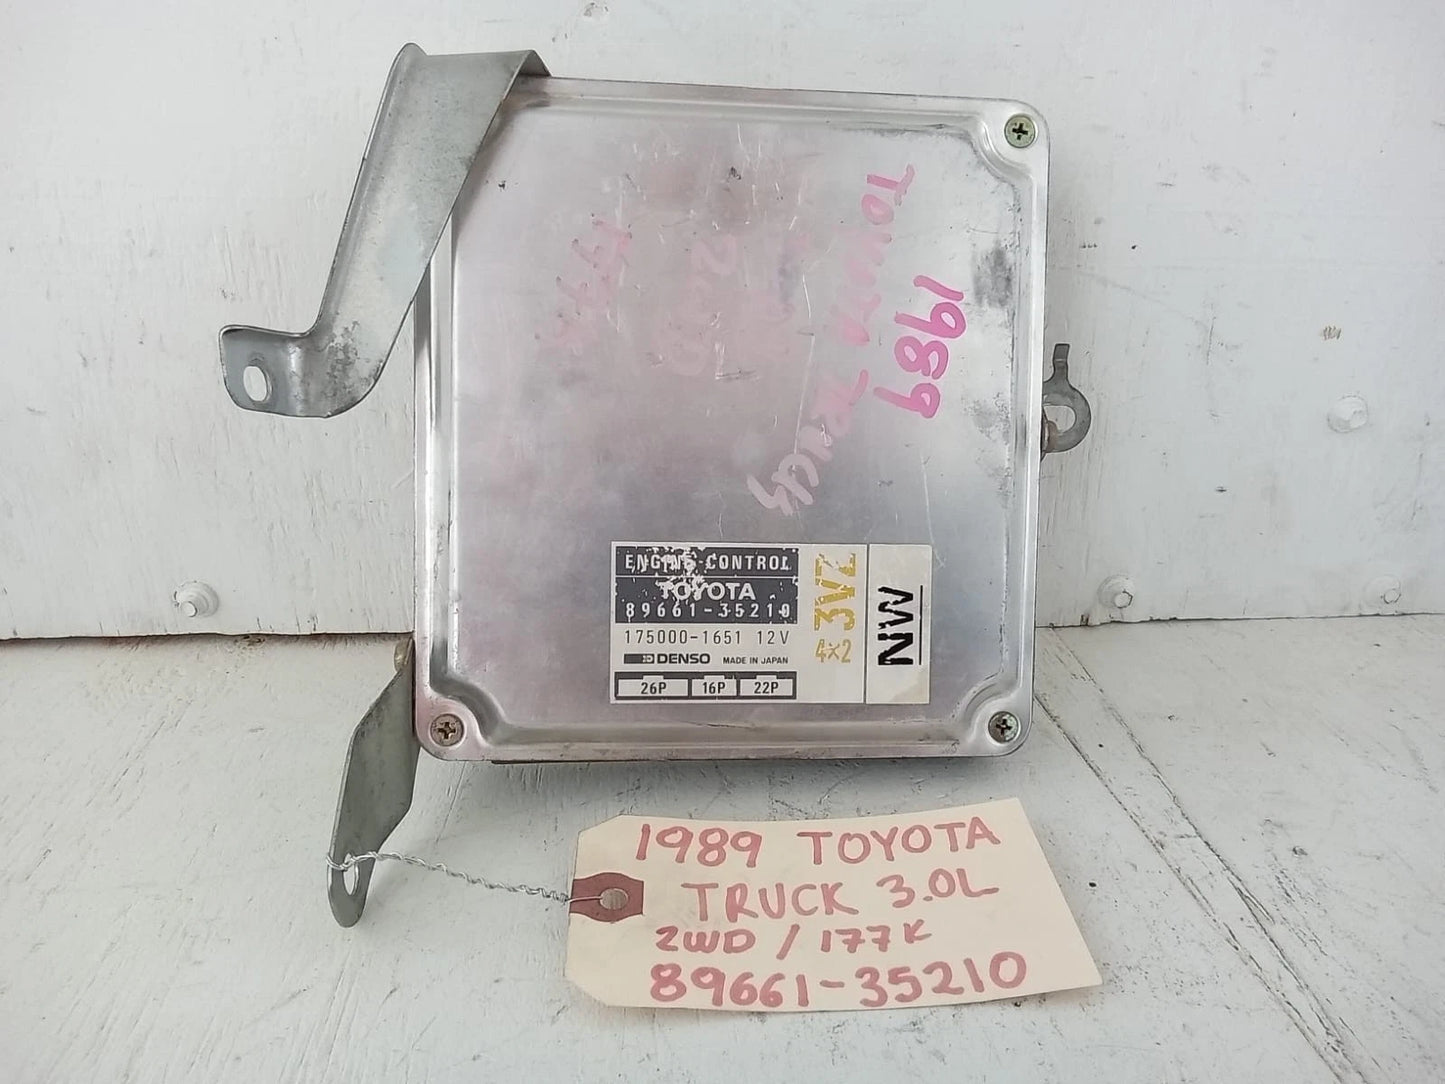 TOYOTA TRUCK
1989
ENGINE CONTROL
TOYOTA
89661-35210
175000-1651 12V
DENSO MADE IN JAPAN
26P 16P 22P
4×2 3VZ
NW
1989 TOYOTA
TRUCK 3.0L
2WD / 177K
89661-35210